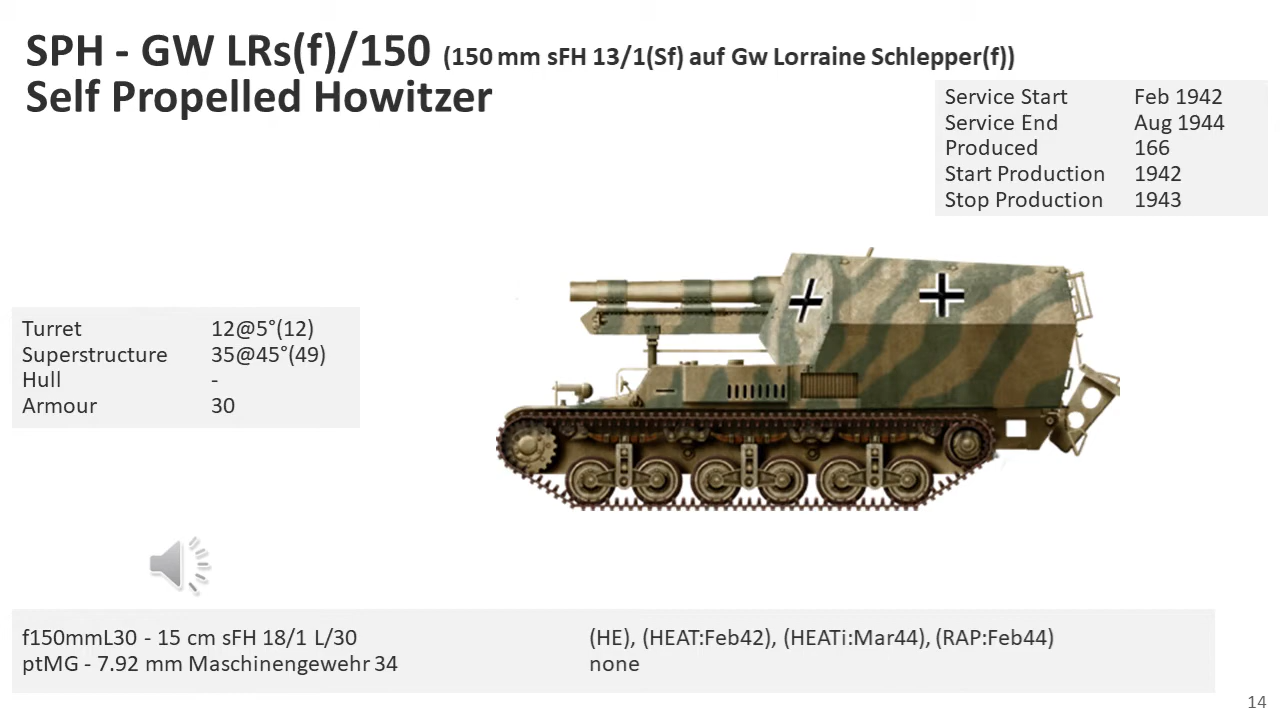 SPH - GW LRs(f)/150 (150 mm sFH 13/1(Sf) auf Gw Lorraine Schlepper(f))
Self Propelled Howitzer
Service Start Feb 1942
Service End Aug 1944
Produced 166
Start Production 1942
Stop Production 1943
Turret 12@5°(12)
Superstructure 35@45°(49)
Hull -
Armour 30
f150mmL30 - 15 cm sFH 18/1 L/30 (HE), (HEAT:Feb42), (HEATi:Mar44), (RAP:Feb44)
ptMG - 7.92 mm Maschinengewehr 34 none
14